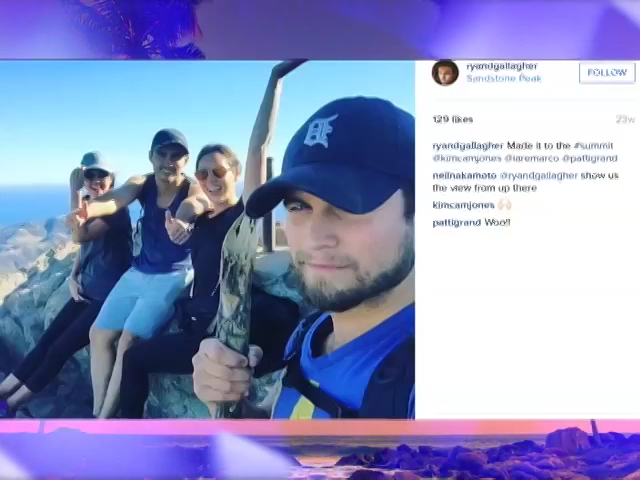 ryandgallagher
Sandstone Peak
FOLLOW
129 likes
23w
ryandgallagher Made it to the #summit
@kimcamjones @iaremarco @pattigrand
neilnakamoto @ryandgallagher show us
the view from up there
kimcamjones 🙌🏻
pattigrand Woo!!